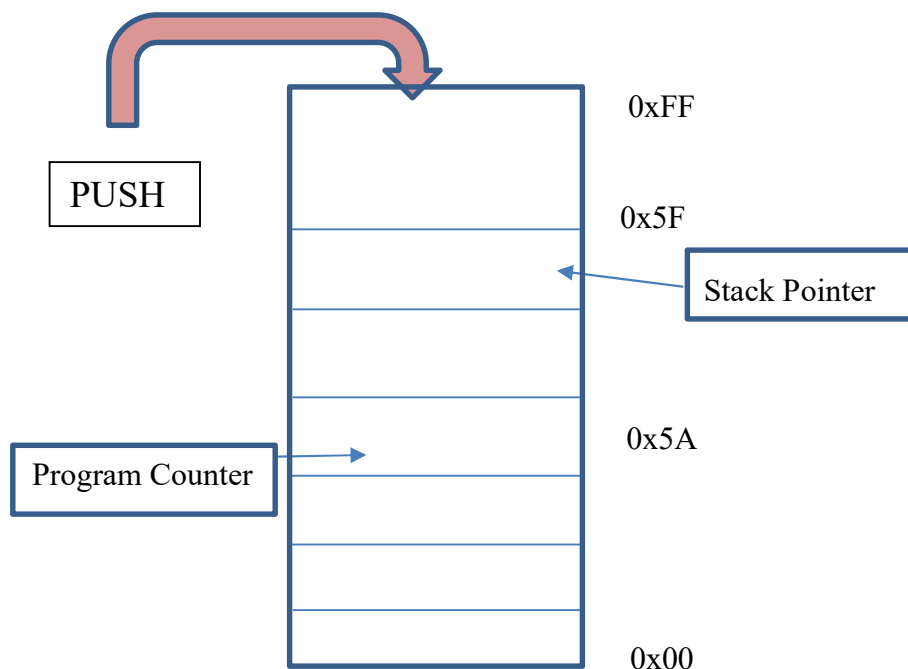 0xFF
PUSH
0x5F
Stack Pointer
0x5A
Program Counter
0x00